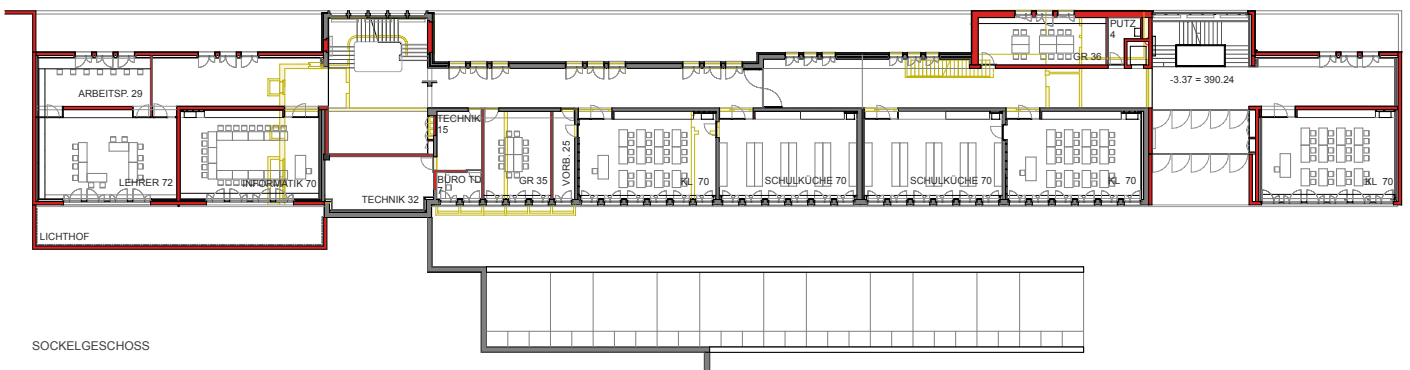 PUTZ
4
GR 36
-3.37 = 390.24
ARBEITSP. 29
TECHNIK
15
LEHRER 72
INFORMATIK 70
TECHNIK 32
BÜRO TD
7
GR 35
VORB. 25
KL 70
SCHULKÜCHE 70
SCHULKÜCHE 70
KL 70
KL 70
LICHTHOF
SOCKELGESCHOSS